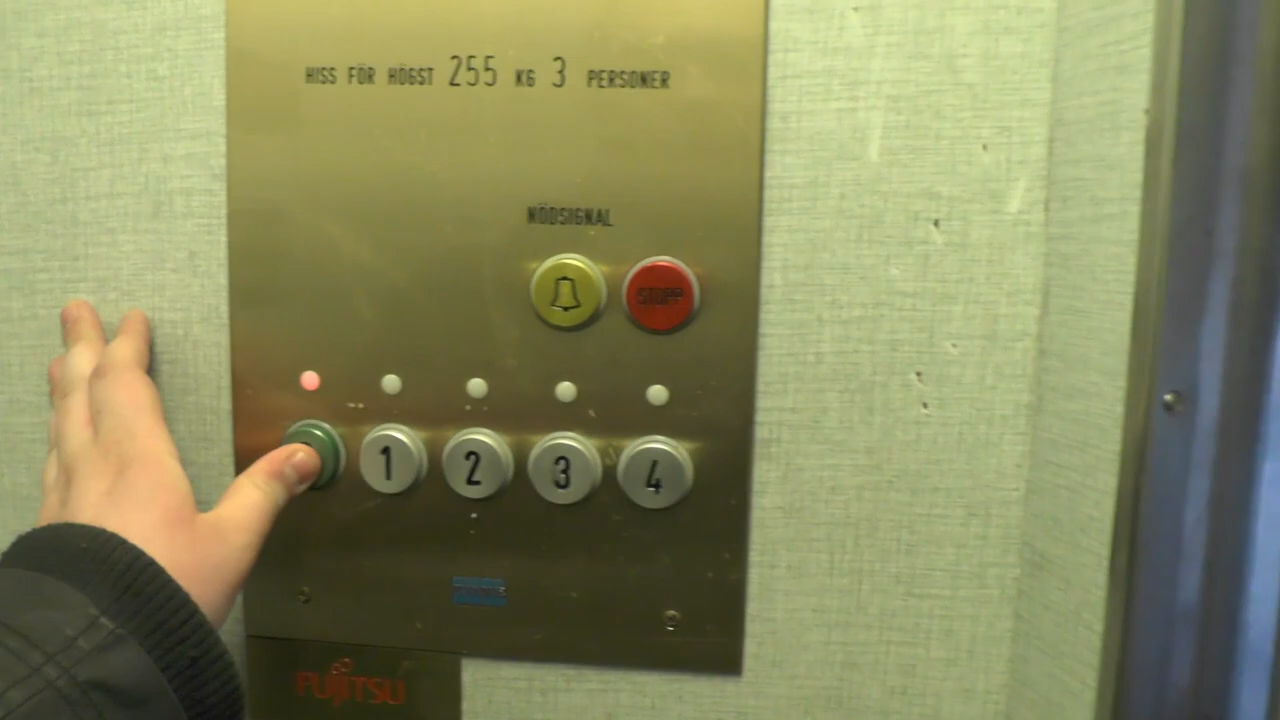 HISS FÖR HÖGST 255 KG 3 PERSONER
NÖDSIGNAL
STOPP
1 2 3 4
FUJITSU